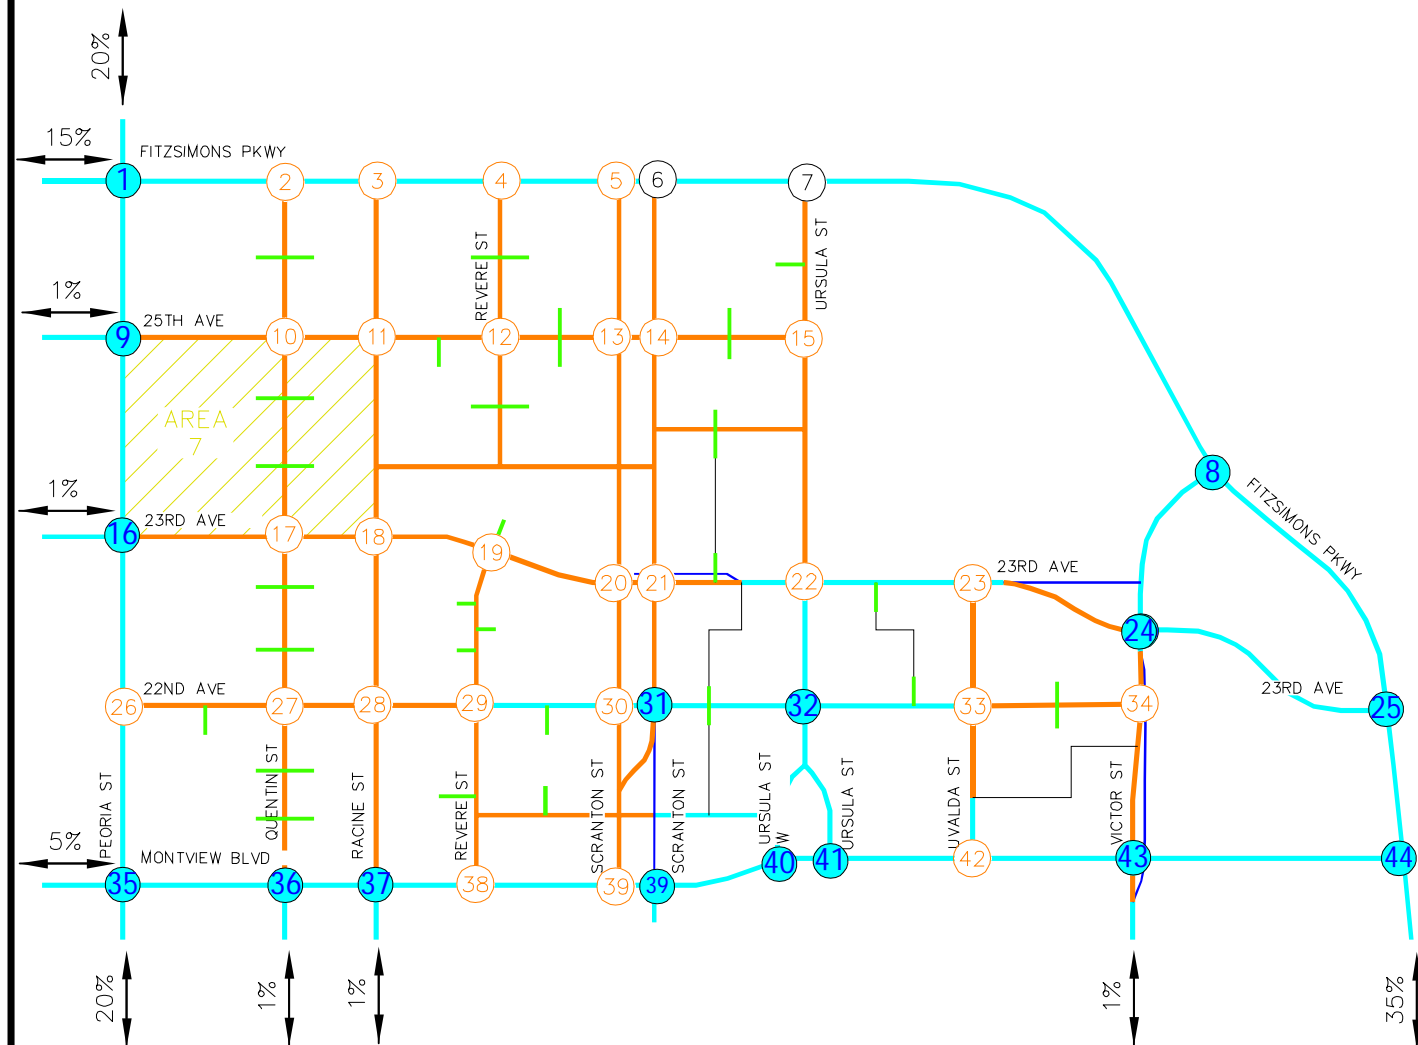 20%
15%
FITZSIMONS PKWY
1 2 3 4 5 6 7
REVERE ST
URSULA ST
1%
25TH AVE
9 10 11 12 13 14 15
AREA
7
8
FITZSIMONS PKWY
1%
23RD AVE
16 17 18 19 20 21 22 23
23RD AVE
24
23RD AVE
25
22ND AVE
26 27 28 29 30 31 32 33 34
PEORIA ST
QUENTIN ST
RACINE ST
REVERE ST
SCRANTON ST
SCRANTON ST
URSULA ST
W
URSULA ST
UVALDA ST
VICTOR ST
5%
MONTVIEW BLVD
35 36 37 38 39 39 40 41 42 43 44
20%
1%
1%
1%
35%